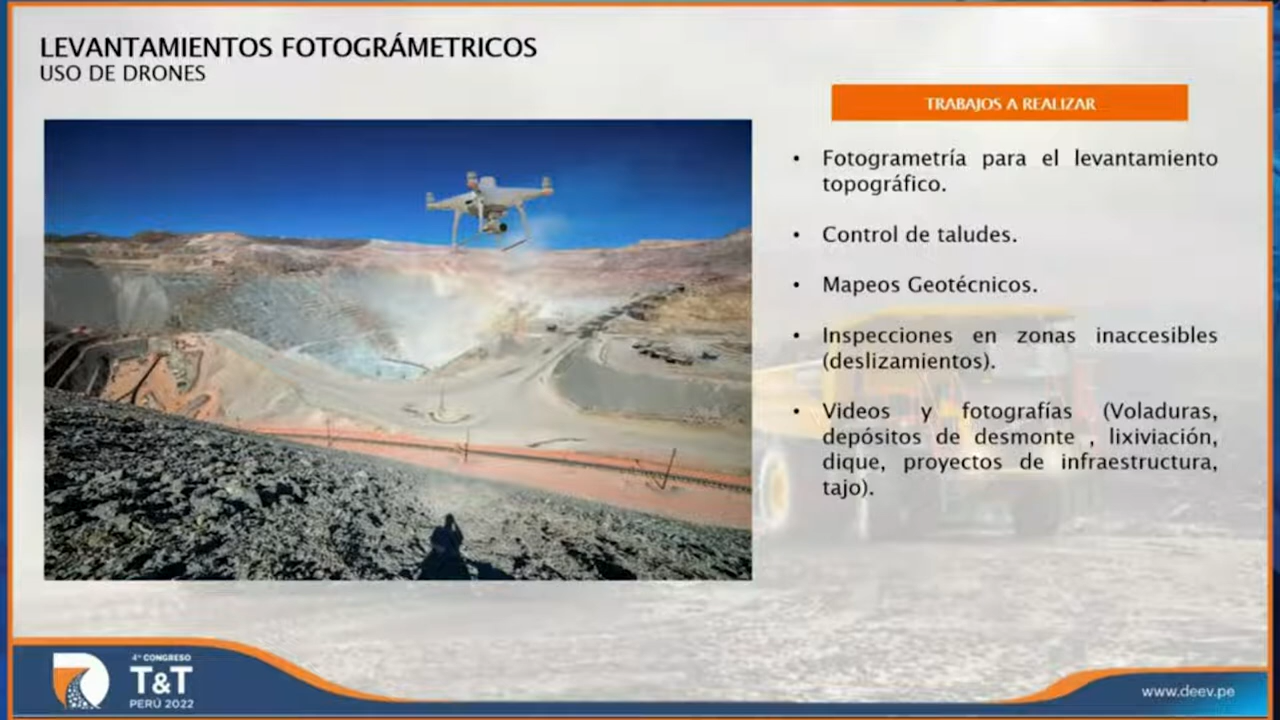 LEVANTAMIENTOS FOTOGRÁMETRICOS
USO DE DRONES
TRABAJOS A REALIZAR
• Fotogrametría para el levantamiento
topográfico.
• Control de taludes.
• Mapeos Geotécnicos.
• Inspecciones en zonas inaccesibles
(deslizamientos).
• Videos y fotografías (Voladuras,
depósitos de desmonte , lixiviación,
dique, proyectos de infraestructura,
tajo).
4º CONGRESO
T&T
PERÚ 2022
www.deev.pe